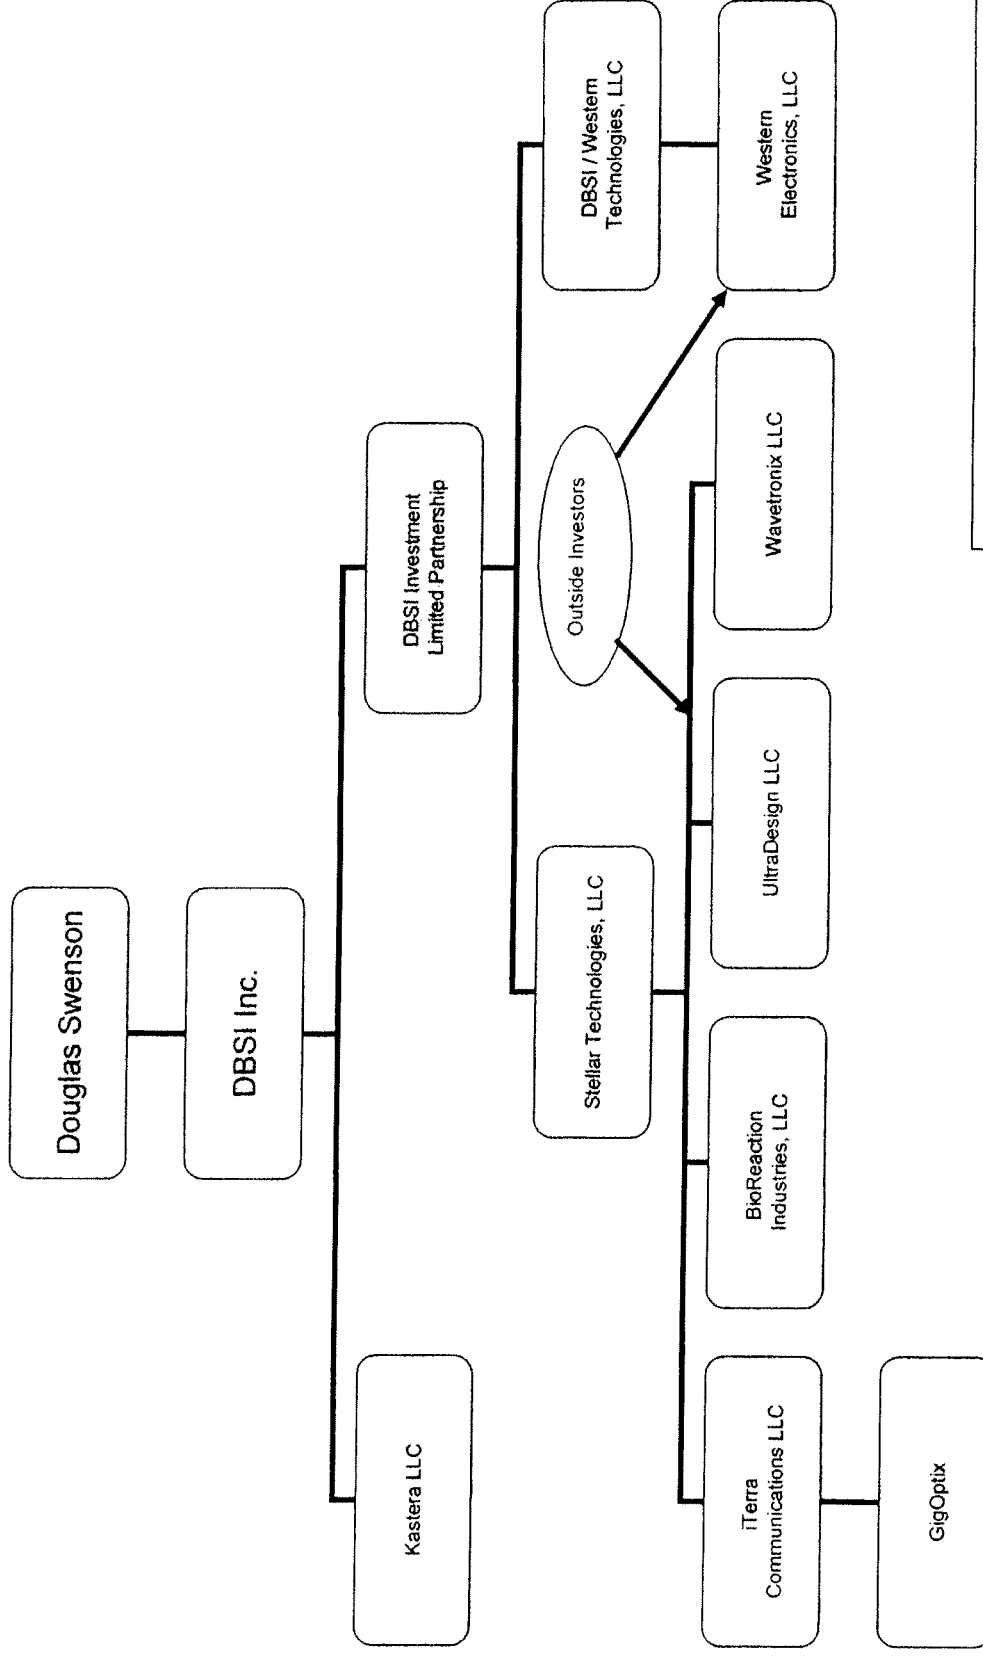 Douglas Swenson
DBSI Inc.
Kastera LLC
DBSI Investment
Limited Partnership
Stellar Technologies, LLC
Outside Investors
DBSI / Western
Technologies, LLC
iTerra
Communications LLC
BioReaction
Industries, LLC
UltraDesign LLC
Wavetronix LLC
Western
Electronics, LLC
GigOptix